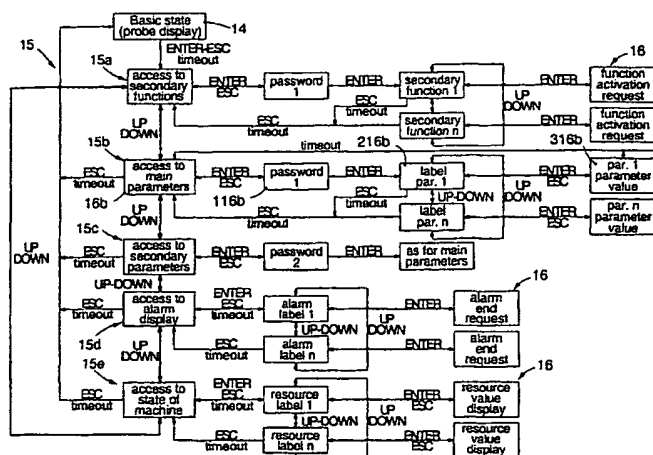 Basic state
(probe display)
14
15
ENTER-ESC
timeout
15a
access to
secondary
functions
ENTER
ESC
password
1
ENTER
secondary
function 1
ENTER
16
function
activation
request
UP
DOWN
ESC
timeout
ESC
timeout
secondary
function n
ENTER
function
activation
request
UP
DOWN
15b
timeout
216b
316b
ESC
timeout
access to
main
parameters
ENTER
ESC
password
1
ENTER
label
par. 1
ENTER
ESC
par. 1
parameter
value
UP
DOWN
16b
116b
ESC
timeout
UP-DOWN
ESC
timeout
label
par. n
ENTER
ESC
par. n
parameter
value
UP
DOWN
15c
UP
DOWN
ESC
timeout
access to
secondary
parameters
ENTER
ESC
password
2
ENTER
as for main
parameters
UP-DOWN
16
ESC
timeout
access to
alarm
display
ENTER
ESC
alarm
label 1
ENTER
alarm
end
request
UP-DOWN
UP
DOWN
15d
UP
DOWN
ESC
timeout
alarm
label n
ENTER
alarm
end
request
15e
16
ESC
timeout
access to
state of
machine
ENTER
ESC
resource
label 1
ENTER
ESC
resource
value
display
UP-DOWN
UP
DOWN
ESC
timeout
resource
label n
ENTER
ESC
resource
value
display